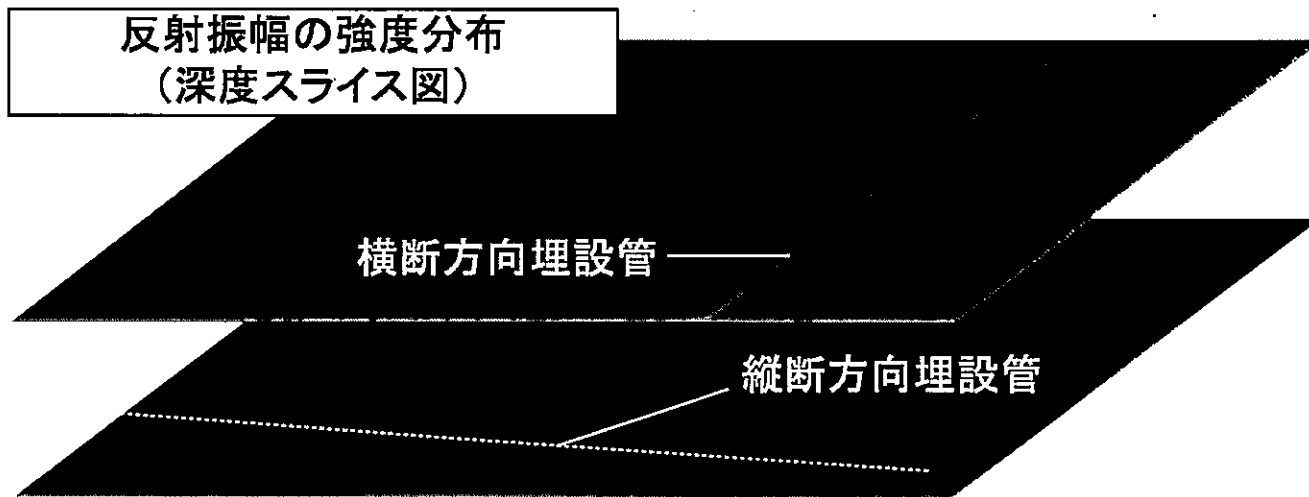 反射振幅の強度分布
（深度スライス図）
横断方向埋設管
縦断方向埋設管